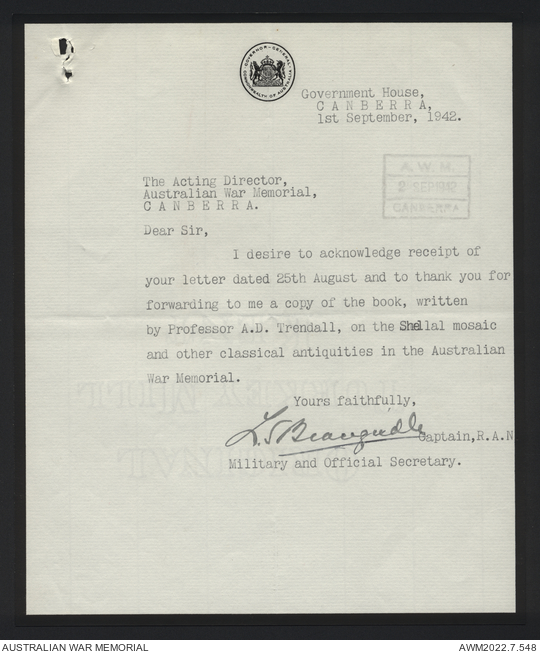 GOVERNOR-GENERAL
COMMONWEALTH OF AUSTRALIA
Government House,
CANBERRA,
1st September, 1942.
A.W.M.
2-SEP 1942
CANBERRA
The Acting Director,
Australian War Memorial,
CANBERRA.
Dear Sir,
I desire to acknowledge receipt of
your letter dated 25th August and to thank you for
forwarding to me a copy of the book, written
by Professor A.D. Trendall, on the Shellal mosaic
and other classical antiquities in the Australian
War Memorial.
Yours faithfully,
Captain, R.A.N
Military and Official Secretary.
AUSTRALIAN WAR MEMORIAL
AWM2022.7.548